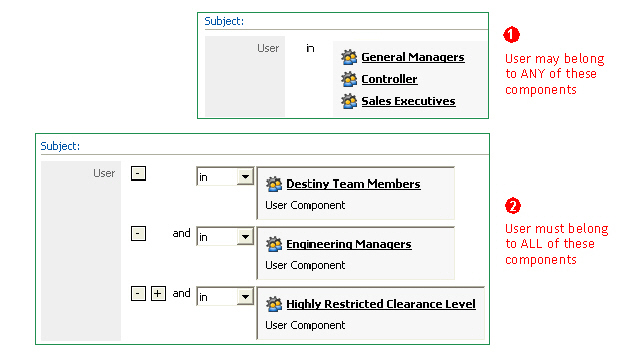 Subject:
User in General Managers
Controller
Sales Executives
1
User may belong
to ANY of these
components
Subject:
User - in Destiny Team Members
User Component
- and in Engineering Managers
User Component
- + and in Highly Restricted Clearance Level
User Component
2
User must belong
to ALL of these
components